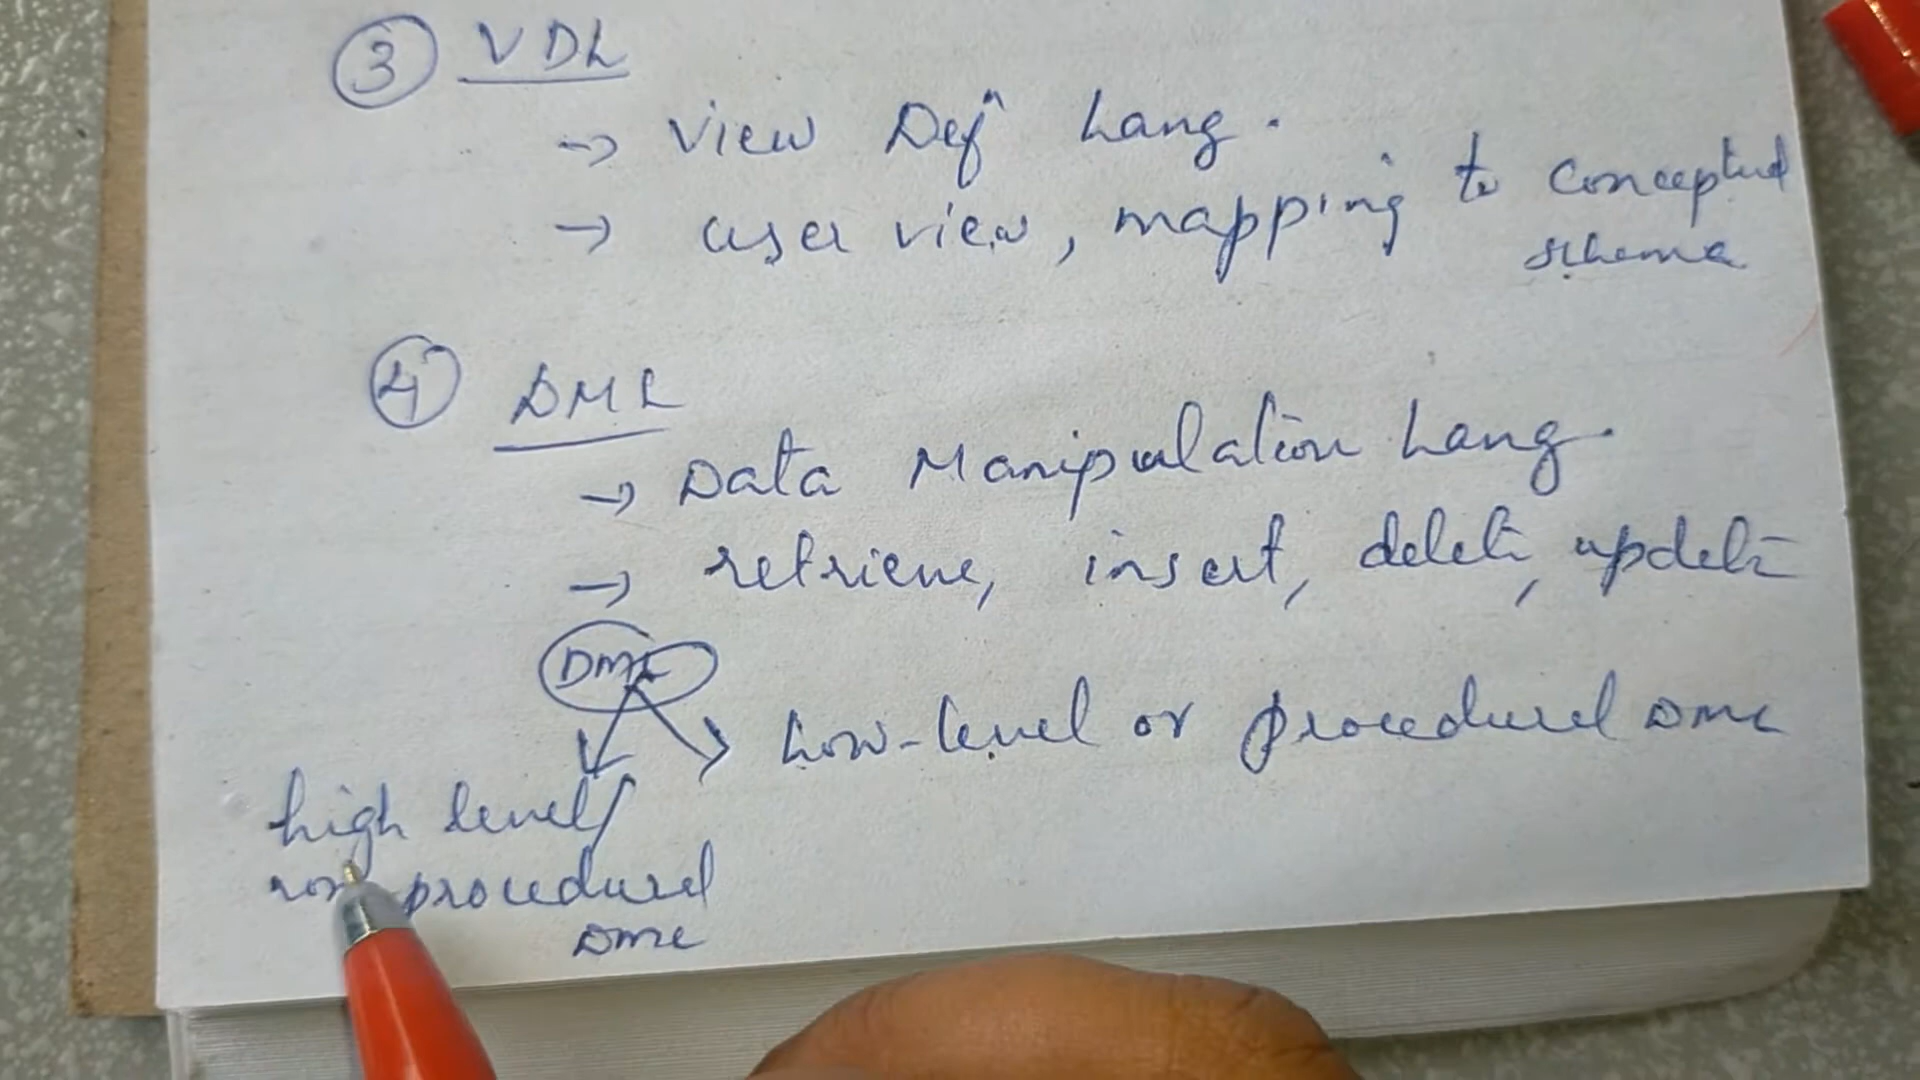 ③ VDL
→ View Defⁿ Lang.
→ user view, mapping to conceptual
schema
④ DML
→ Data Manipulation Lang.
→ retrieve, insert, delete, update
DML
Low-level or procedural DML
high level/
non procedural
DML